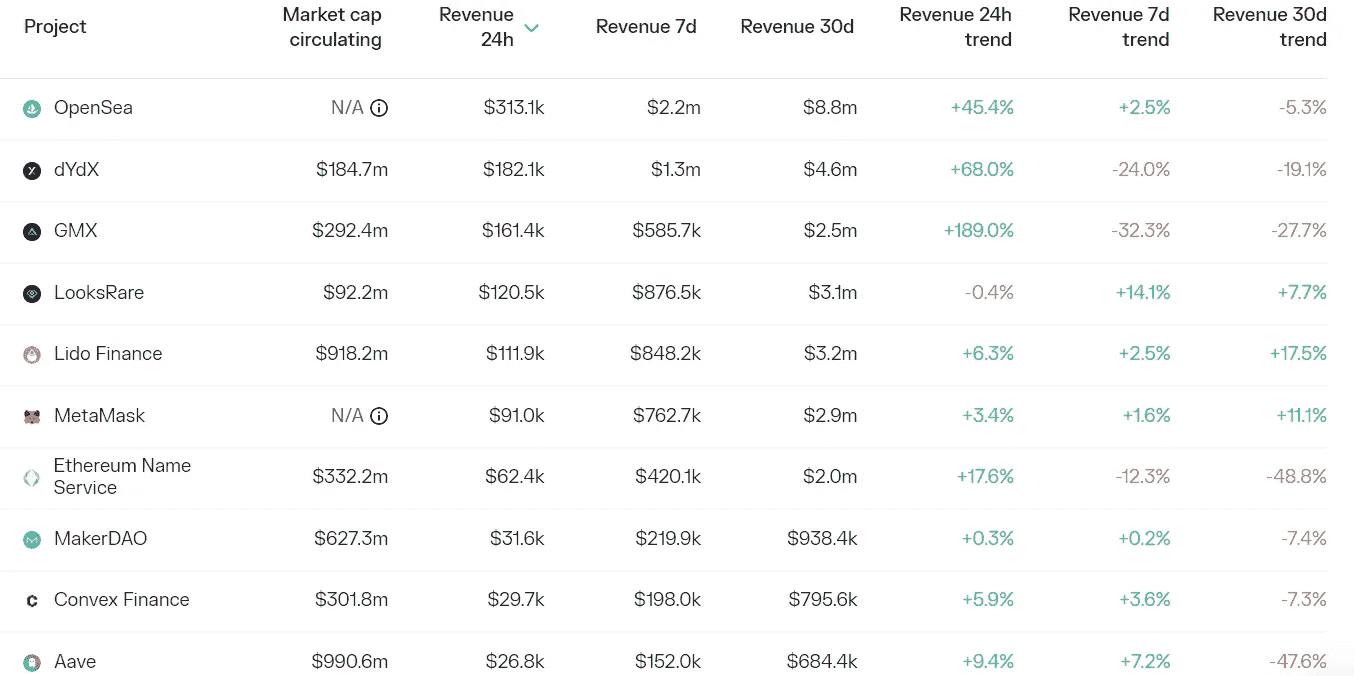 Project Market cap circulating Revenue 24h Revenue 7d Revenue 30d Revenue 24h trend Revenue 7d trend Revenue 30d trend
OpenSea N/A $313.1k $2.2m $8.8m +45.4% +2.5% -5.3%
dYdX $184.7m $182.1k $1.3m $4.6m +68.0% -24.0% -19.1%
GMX $292.4m $161.4k $585.7k $2.5m +189.0% -32.3% -27.7%
LooksRare $92.2m $120.5k $876.5k $3.1m -0.4% +14.1% +7.7%
Lido Finance $918.2m $111.9k $848.2k $3.2m +6.3% +2.5% +17.5%
MetaMask N/A $91.0k $762.7k $2.9m +3.4% +1.6% +11.1%
Ethereum Name Service $332.2m $62.4k $420.1k $2.0m +17.6% -12.3% -48.8%
MakerDAO $627.3m $31.6k $219.9k $938.4k +0.3% +0.2% -7.4%
Convex Finance $301.8m $29.7k $198.0k $795.6k +5.9% +3.6% -7.3%
Aave $990.6m $26.8k $152.0k $684.4k +9.4% +7.2% -47.6%